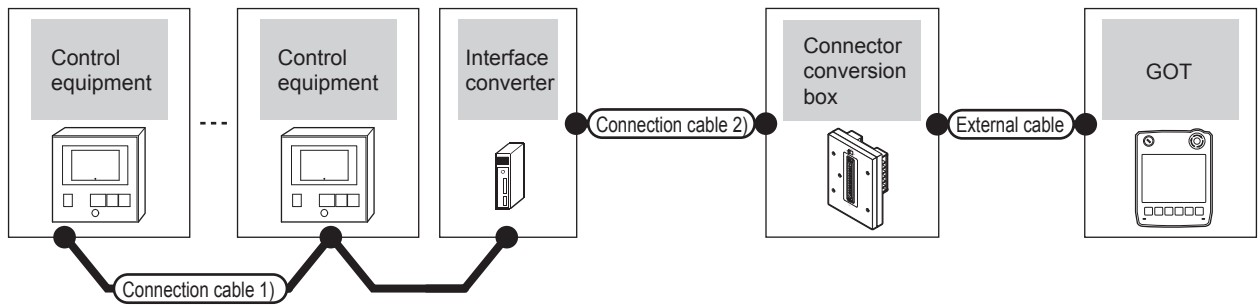 Control
equipment
Control
equipment
Interface
converter
Connector
conversion
box
GOT
Connection cable 2)
External cable
Connection cable 1)